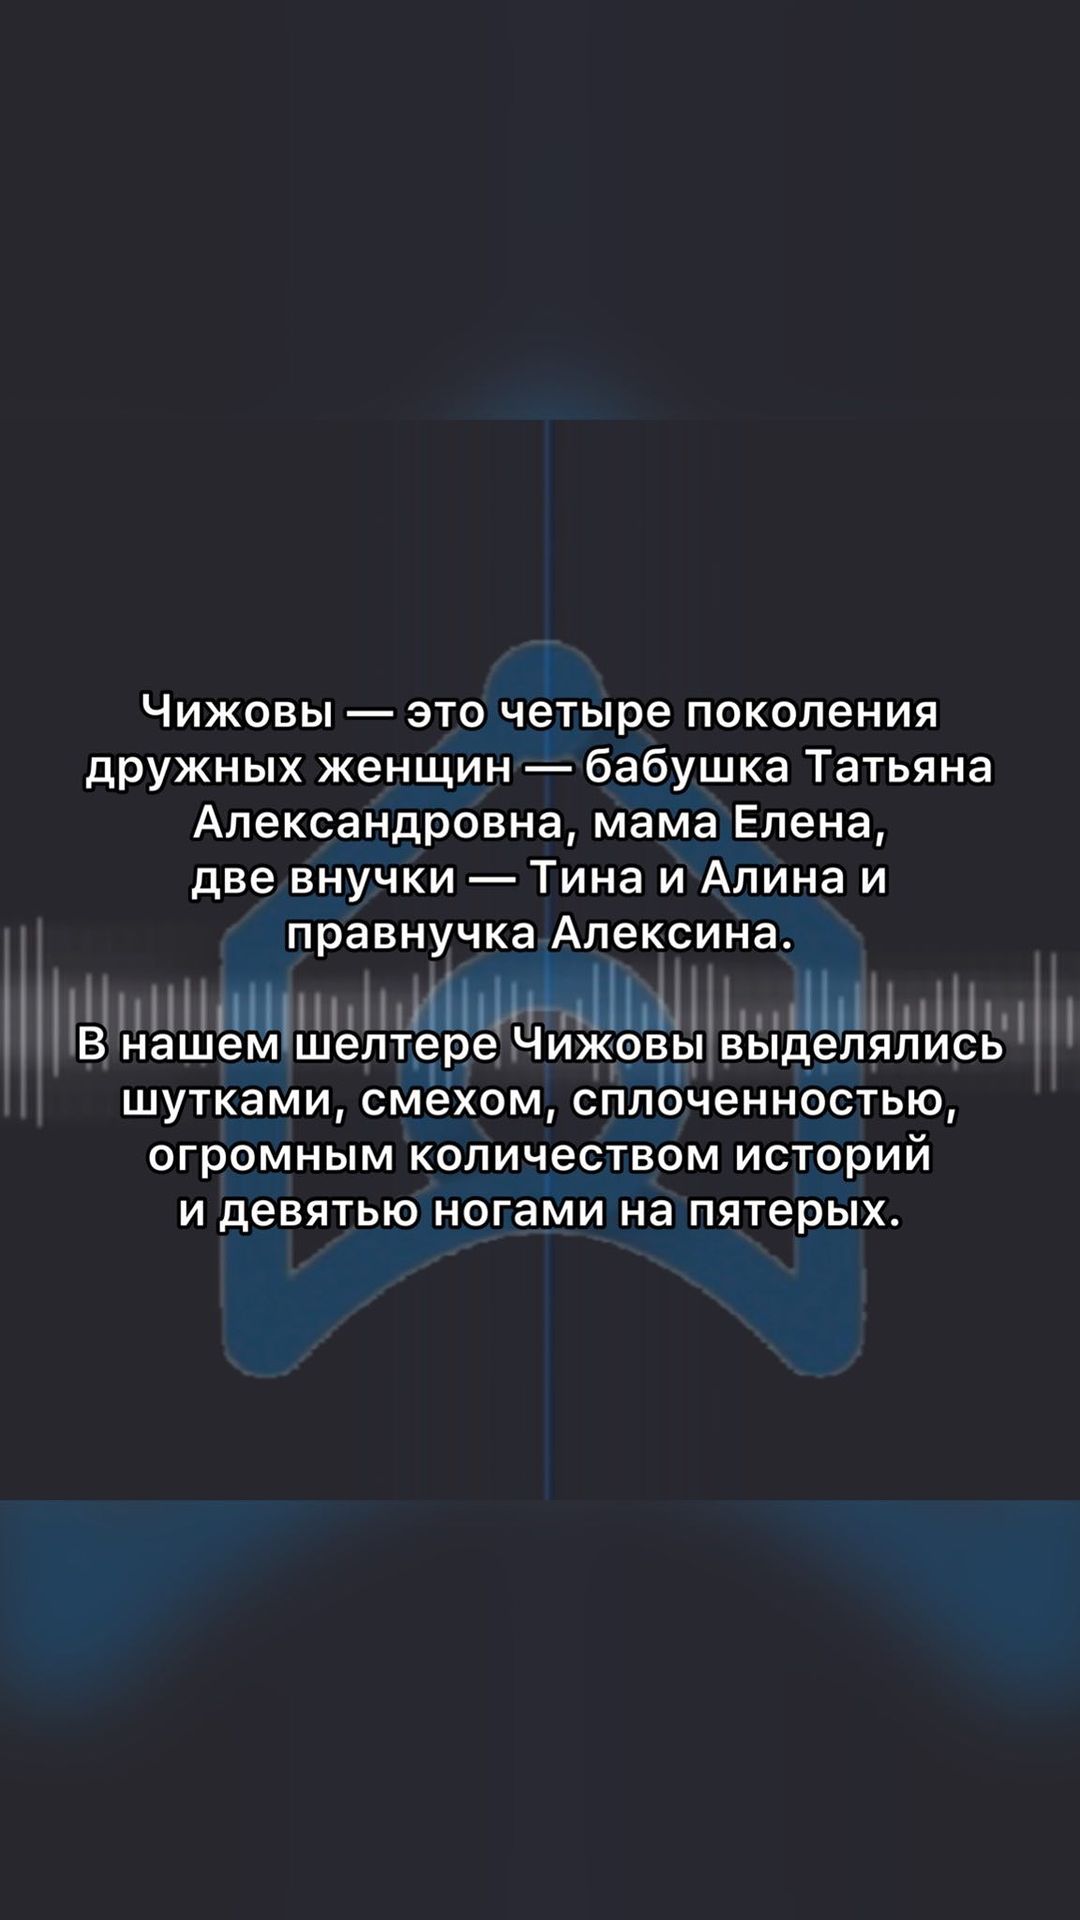 Чижовы — это четыре поколения
дружных женщин — бабушка Татьяна
Александровна, мама Елена,
две внучки — Тина и Алина и
правнучка Алексина.
В нашем шелтере Чижовы выделялись
шутками, смехом, сплоченностью,
огромным количеством историй
и девятью ногами на пятерых.